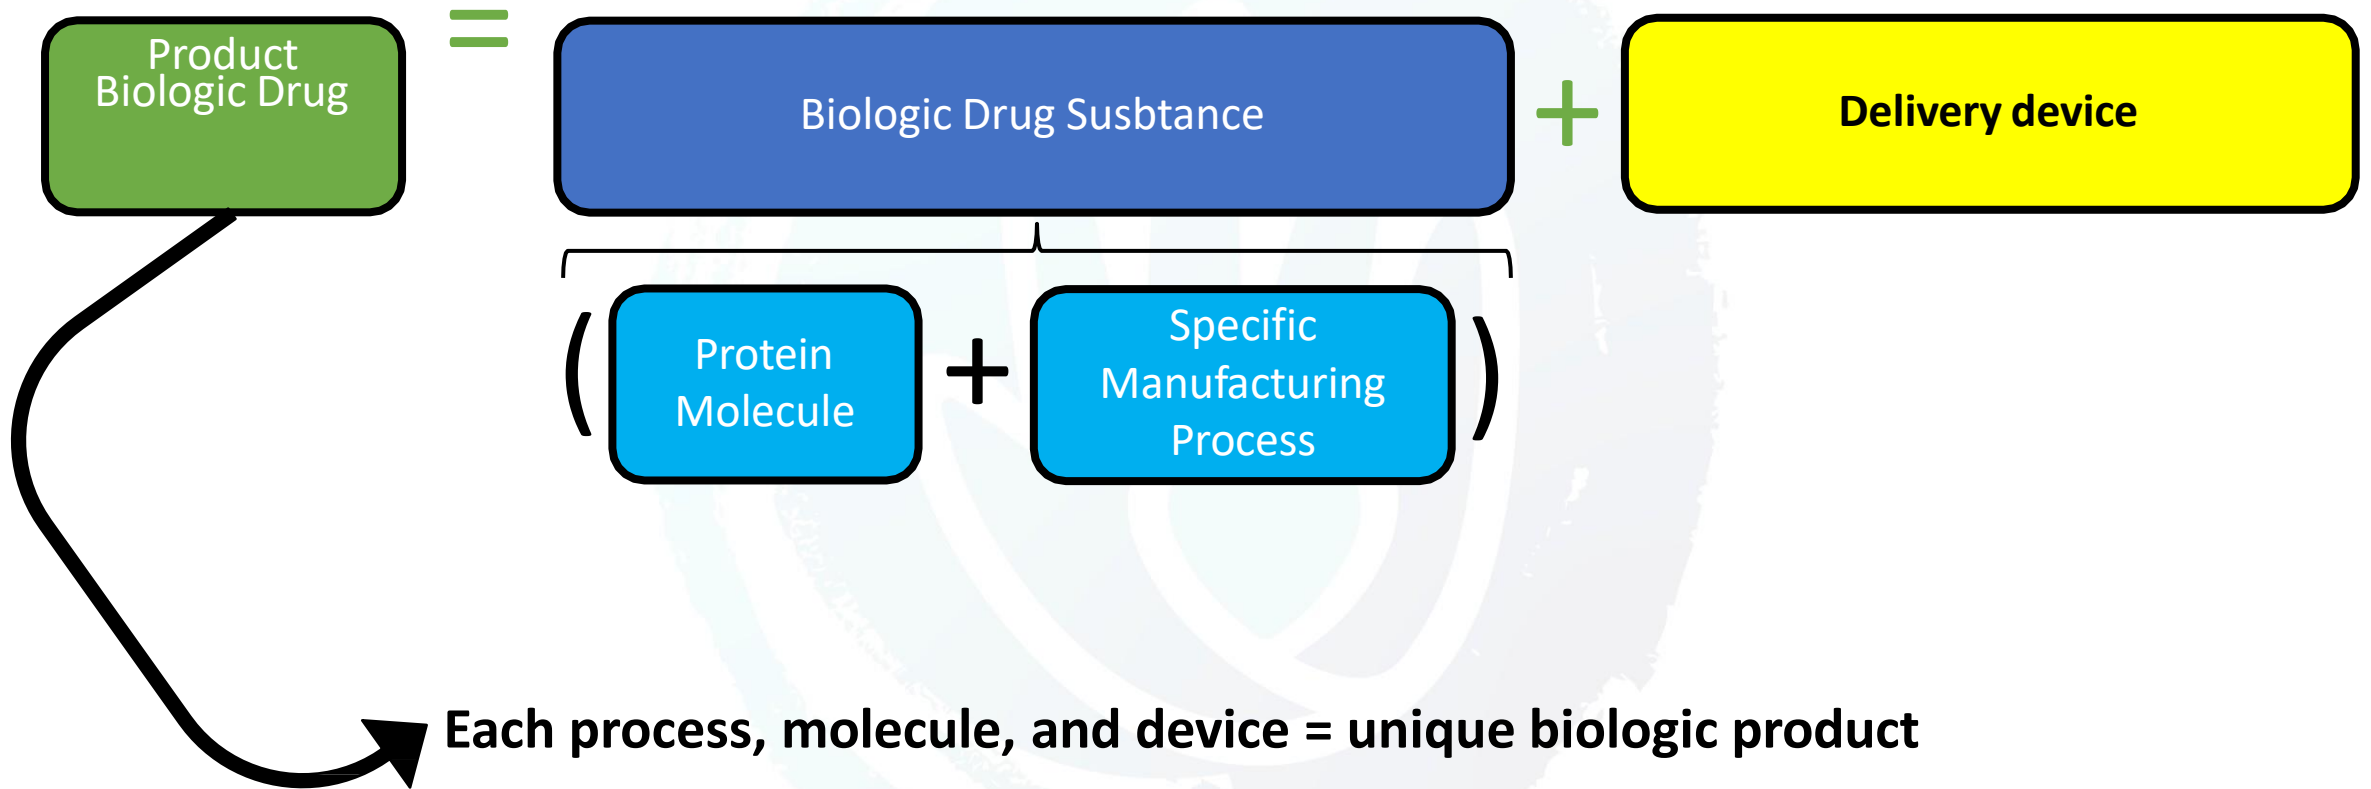 Product
Biologic Drug
=
Biologic Drug Susbtance
+
Delivery device
(
Protein
Molecule
+
Specific
Manufacturing
Process
)
Each process, molecule, and device = unique biologic product